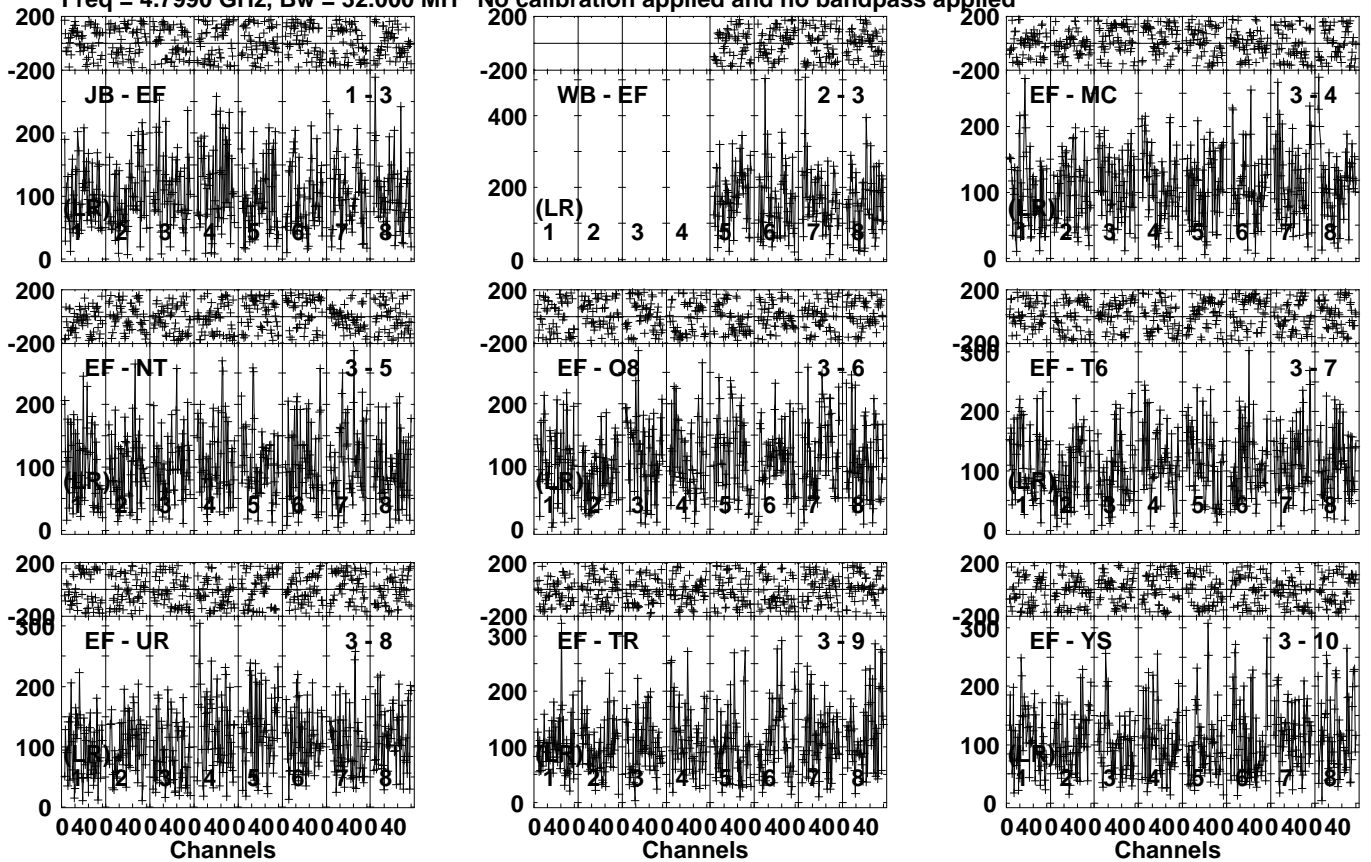 Freq = 4.7990 GHz, Bw = 32.000 MH No calibration applied and no bandpass applied
200 200 200
-200 -200 -200
JB - EF 1 - 3 WB - EF 2 - 3 EF - MC 3 - 4
200 400 200
100 200 100
(LR) (LR) (LR)
1 2 3 4 5 6 7 8 1 2 3 4 5 6 7 8 1 2 3 4 5 6 7 8
0 0 0
200 200 200
-200 -200 -200
300
EF - NT 3 - 5 EF - O8 3 - 6 EF - T6 3 - 7
200 200 200
100 100 100
(LR) (LR) (LR)
1 2 3 4 5 6 7 8 1 2 3 4 5 6 7 8 1 2 3 4 5 6 7 8
0 0 0
200 200 200
-200 -200 -200
300 300 300
EF - UR 3 - 8 EF - TR 3 - 9 EF - YS 3 - 10
200 200 200
100 100 100
(LR) (LR) (LR)
1 2 3 4 5 6 7 8 1 2 3 4 5 6 7 8 1 2 3 4 5 6 7 8
0 0 0
0 40 0 40 0 40 0 40 0 40 0 40 0 40 0 40 0 40 0 40 0 40 0 40 0 40 0 40 0 40 0 40 0 40 0 40 0 40 0 40 0 40 0 40 0 40 0 40
Channels Channels Channels